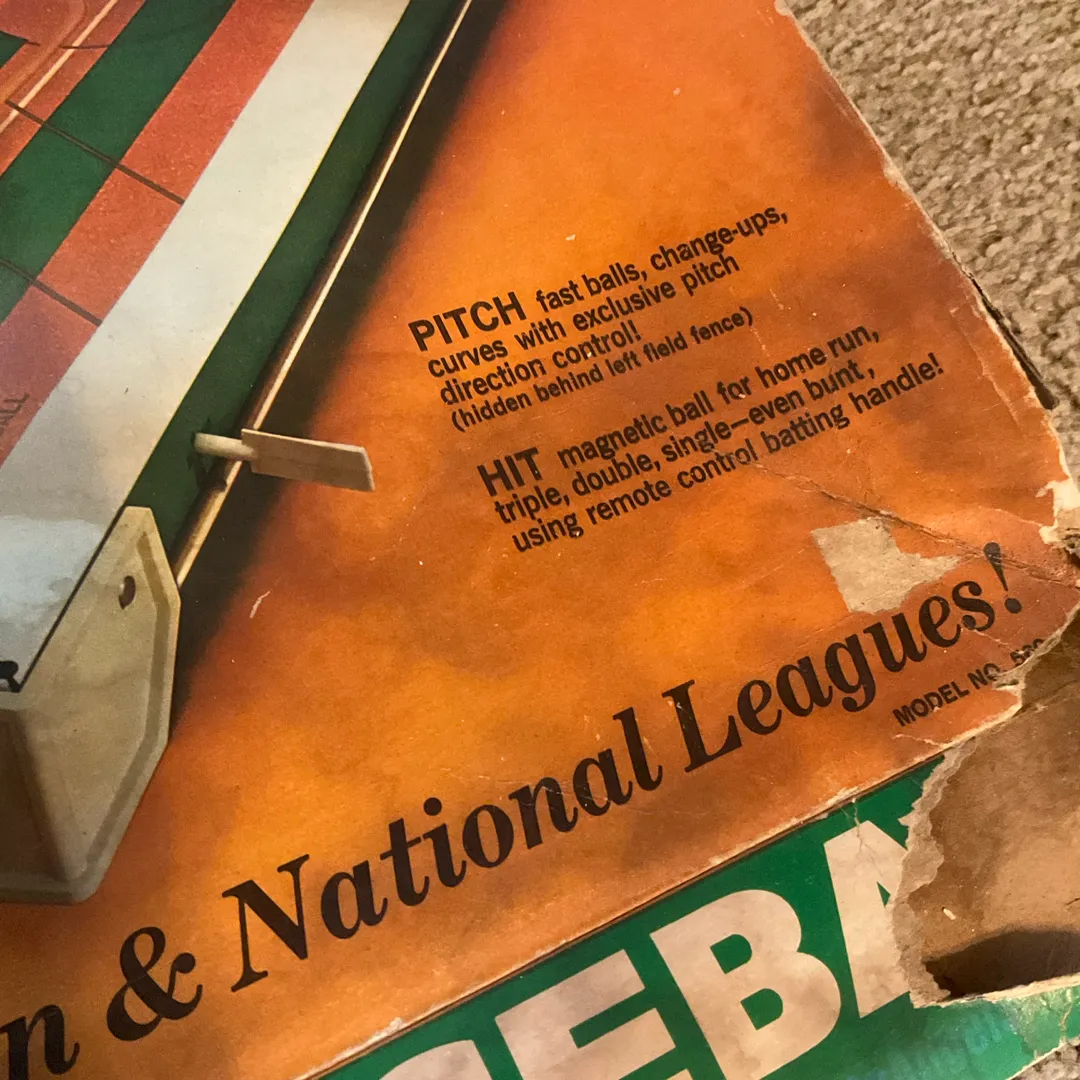 PITCH fast balls, change-ups,
curves with exclusive pitch
direction control!
(hidden behind left field fence)
HIT magnetic ball for home run,
triple, double, single—even bunt,
using remote control batting handle!
n & National Leagues!
MODEL NO.
EBA
ALL
R